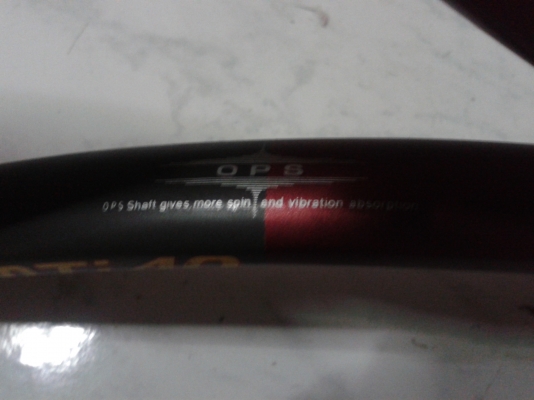 OPS
OPS Shaft gives more spin and vibration absorption